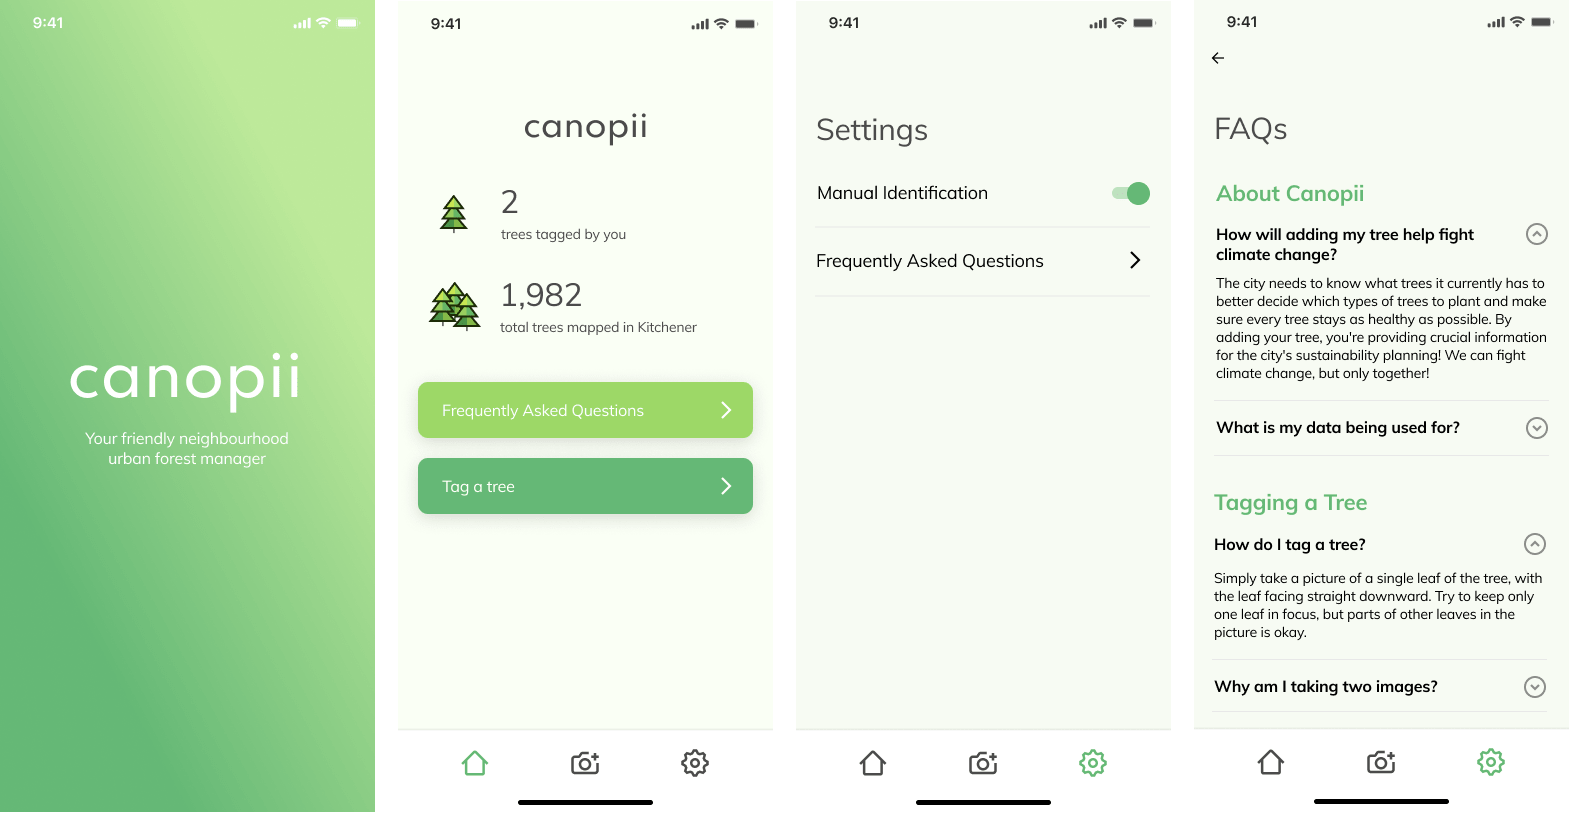 9:41
canopii
Your friendly neighbourhood
urban forest manager
9:41
canopii
2
trees tagged by you
1,982
total trees mapped in Kitchener
Frequently Asked Questions
Tag a tree
9:41
Settings
Manual Identification
Frequently Asked Questions
9:41
FAQs
About Canopii
How will adding my tree help fight
climate change?
The city needs to know what trees it currently has to
better decide which types of trees to plant and make
sure every tree stays as healthy as possible. By
adding your tree, you're providing crucial information
for the city's sustainability planning! We can fight
climate change, but only together!
What is my data being used for?
Tagging a Tree
How do I tag a tree?
Simply take a picture of a single leaf of the tree, with
the leaf facing straight downward. Try to keep only
one leaf in focus, but parts of other leaves in the
picture is okay.
Why am I taking two images?